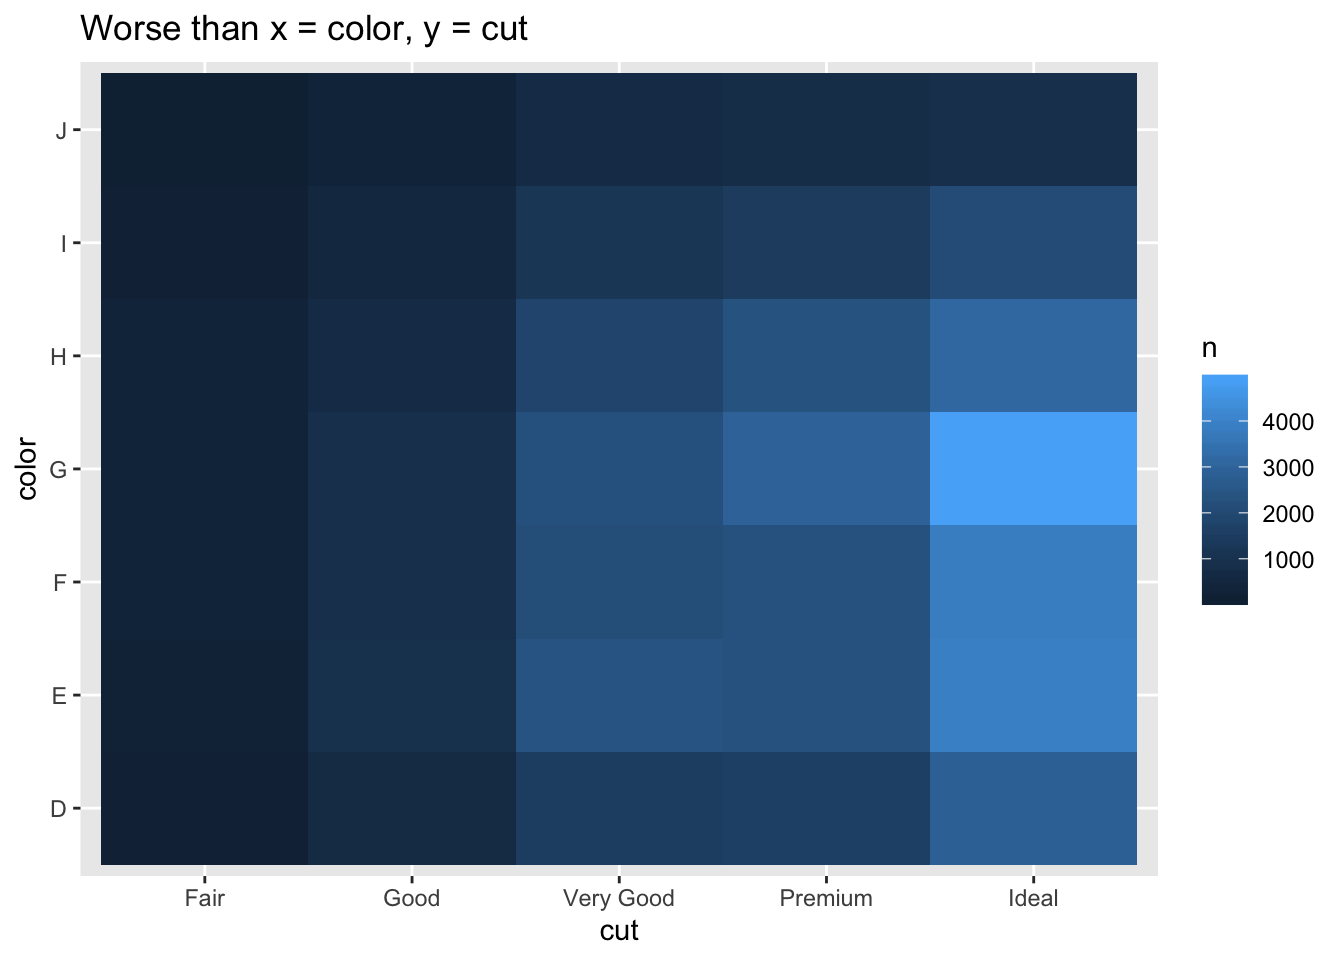 Worse than x = color, y = cut
J
I
H
G
F
E
D
color
Fair Good Very Good Premium Ideal
cut
n
4000
3000
2000
1000